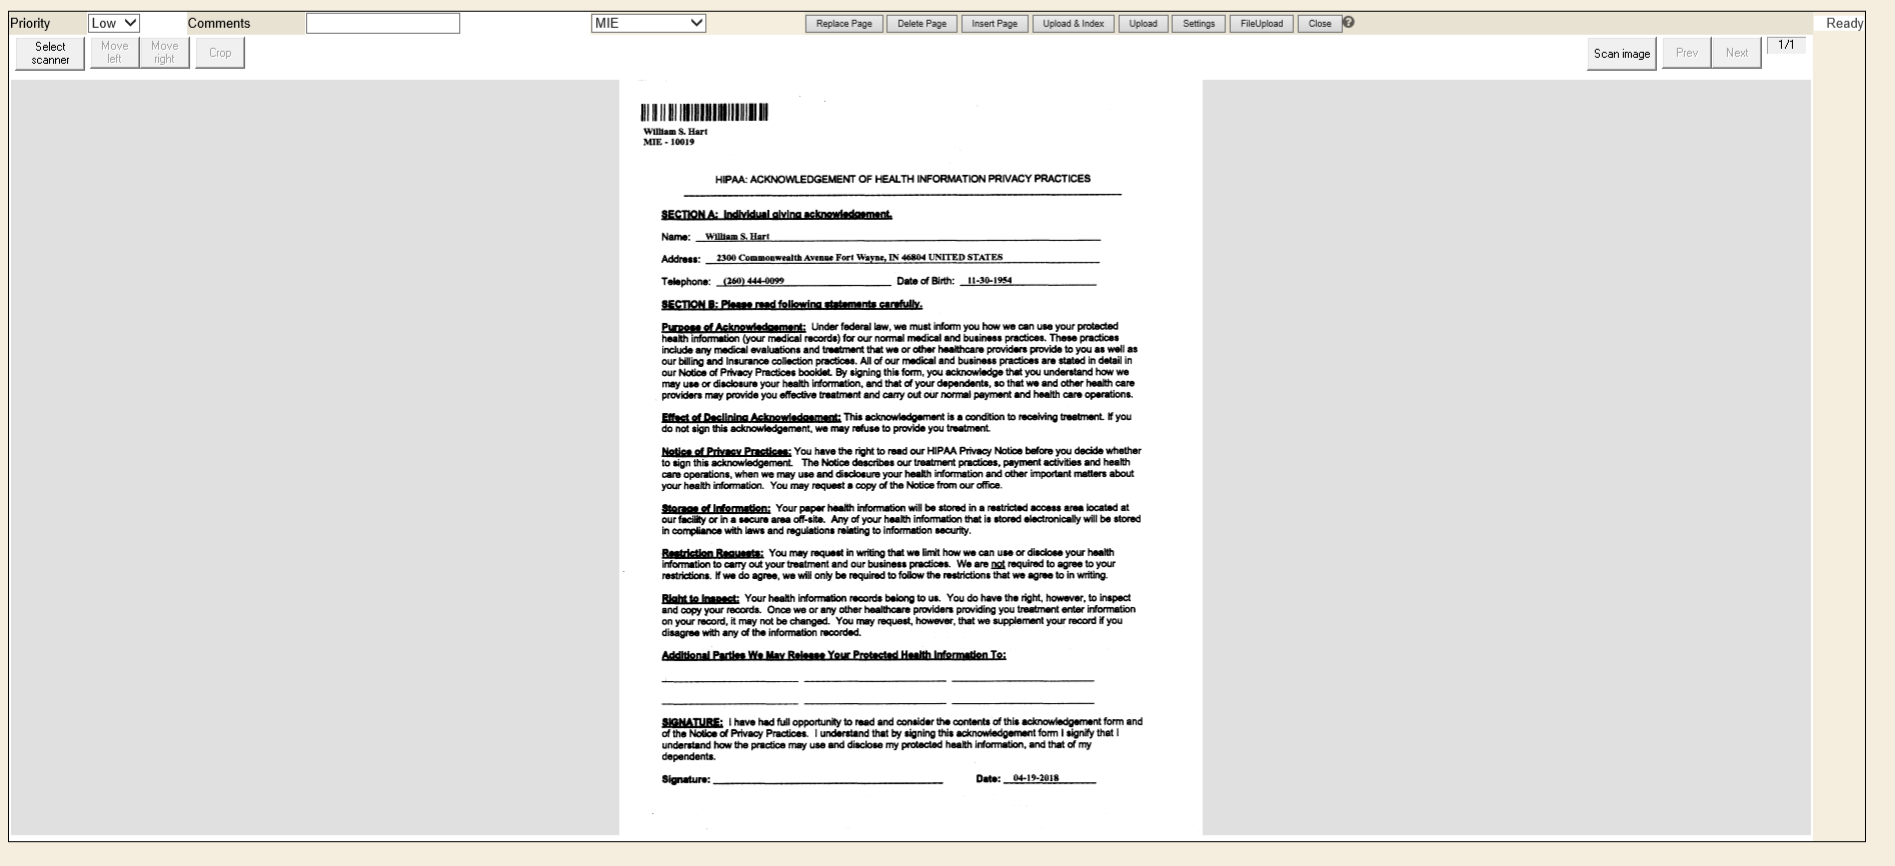 Priority Low Comments MIE Replace Page Delete Page Insert Page Upload & Index Upload Settings FileUpload Close Ready
Select scanner Move left Move right Crop Scan image Prev Next 1/1
William S. Hart
MIE - 10019
HIPAA: ACKNOWLEDGEMENT OF HEALTH INFORMATION PRIVACY PRACTICES
SECTION A: Individual giving acknowledgement.
Name: William S. Hart
Address: 2300 Commonwealth Avenue Fort Wayne, IN 46804 UNITED STATES
Telephone: (260) 444-0099 Date of Birth: 11-30-1954
SECTION B: Please read following statements carefully.
Purpose of Acknowledgement: Under federal law, we must inform you how we can use your protected
health information (your medical records) for our normal medical and business practices. These practices
include any medical evaluations and treatment that we or other healthcare providers provide to you as well as
our billing and insurance collection practices. All of our medical and business practices are stated in detail in
our Notice of Privacy Practices booklet. By signing this form, you acknowledge that you understand how we
may use or disclosure your health information, and that of your dependents, so that we and other health care
providers may provide you effective treatment and carry out our normal payment and health care operations.
Effect of Declining Acknowledgement: This acknowledgement is a condition to receiving treatment. If you
do not sign this acknowledgement, we may refuse to provide you treatment.
Notice of Privacy Practices: You have the right to read our HIPAA Privacy Notice before you decide whether
to sign this acknowledgement. The Notice describes our treatment practices, payment activities and health
care operations, when we may use and disclosure your health information and other important matters about
your health information. You may request a copy of the Notice from our office.
Storage of Information: Your paper health information will be stored in a restricted access area located at
our facility or in a secure area off-site. Any of your health information that is stored electronically will be stored
in compliance with laws and regulations relating to information security.
Restriction Requests: You may request in writing that we limit how we can use or disclose your health
information to carry out your treatment and our business practices. We are not required to agree to your
restrictions. If we do agree, we will only be required to follow the restrictions that we agree to in writing.
Right to Inspect: Your health information records belong to us. You do have the right, however, to inspect
and copy your records. Once we or any other healthcare providers providing you treatment enter information
on your record, it may not be changed. You may request, however, that we supplement your record if you
disagree with any of the information recorded.
Additional Parties We May Release Your Protected Health Information To:
SIGNATURE: I have had full opportunity to read and consider the contents of this acknowledgement form and
of the Notice of Privacy Practices. I understand that by signing this acknowledgement form I signify that I
understand how the practice may use and disclose my protected health information, and that of my
dependents.
Signature: Date: 04-19-2018